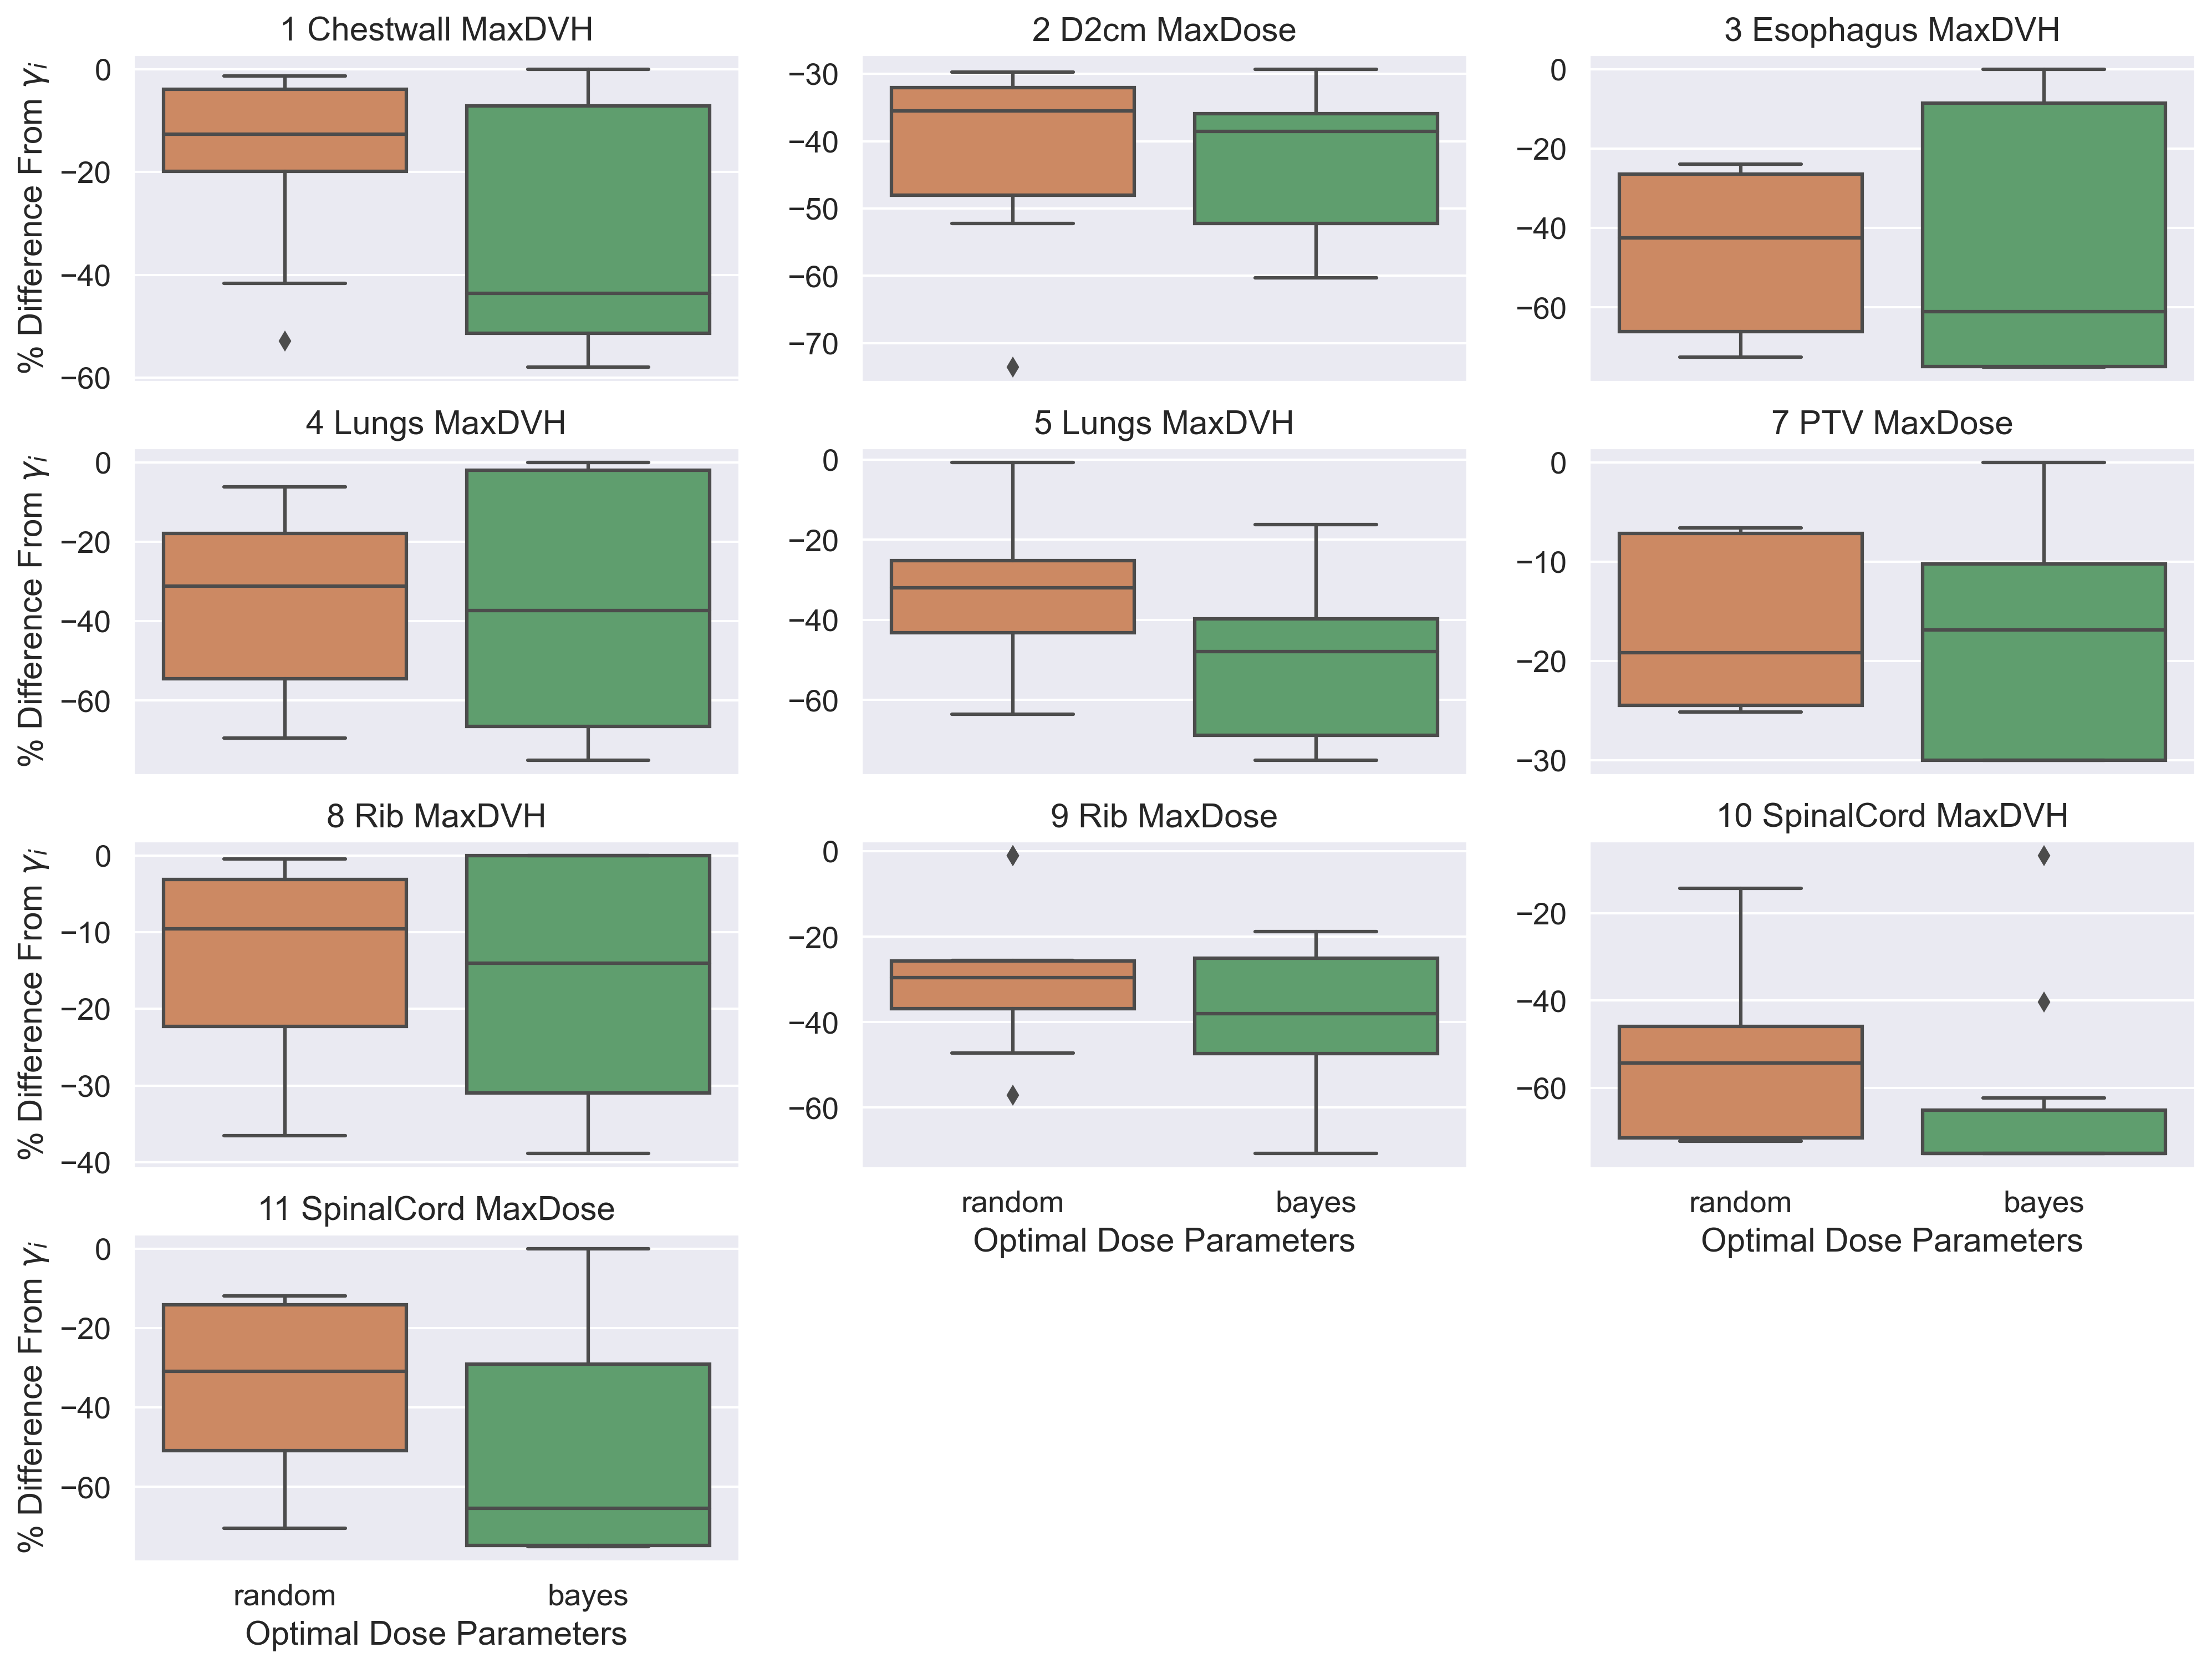 1 Chestwall MaxDVH
% Difference From γi
0
−20
−40
−60
2 D2cm MaxDose
−30
−40
−50
−60
−70
3 Esophagus MaxDVH
0
−20
−40
−60
4 Lungs MaxDVH
% Difference From γi
0
−20
−40
−60
5 Lungs MaxDVH
0
−20
−40
−60
7 PTV MaxDose
0
−10
−20
−30
8 Rib MaxDVH
% Difference From γi
0
−10
−20
−30
−40
9 Rib MaxDose
0
−20
−40
−60
random bayes
Optimal Dose Parameters
10 SpinalCord MaxDVH
−20
−40
−60
random bayes
Optimal Dose Parameters
11 SpinalCord MaxDose
% Difference From γi
0
−20
−40
−60
random bayes
Optimal Dose Parameters